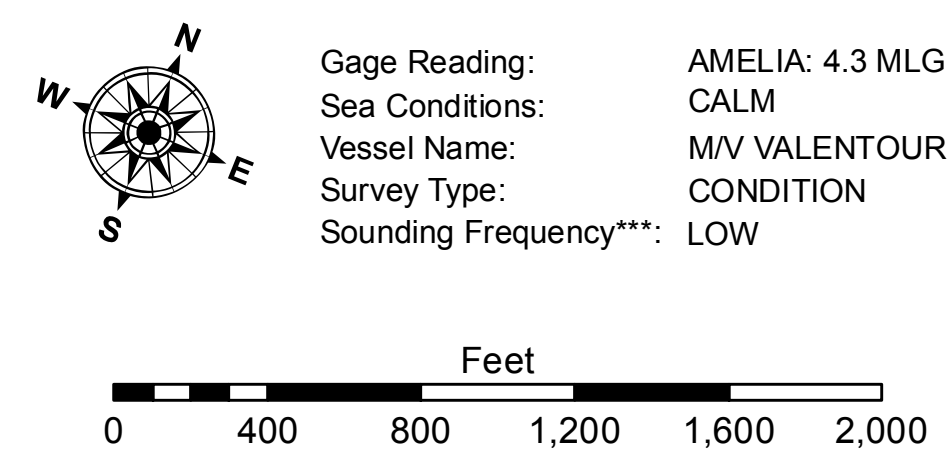 N
W
E
S
Gage Reading: AMELIA: 4.3 MLG
Sea Conditions: CALM
Vessel Name: M/V VALENTOUR
Survey Type: CONDITION
Sounding Frequency***: LOW
Feet
0 400 800 1,200 1,600 2,000